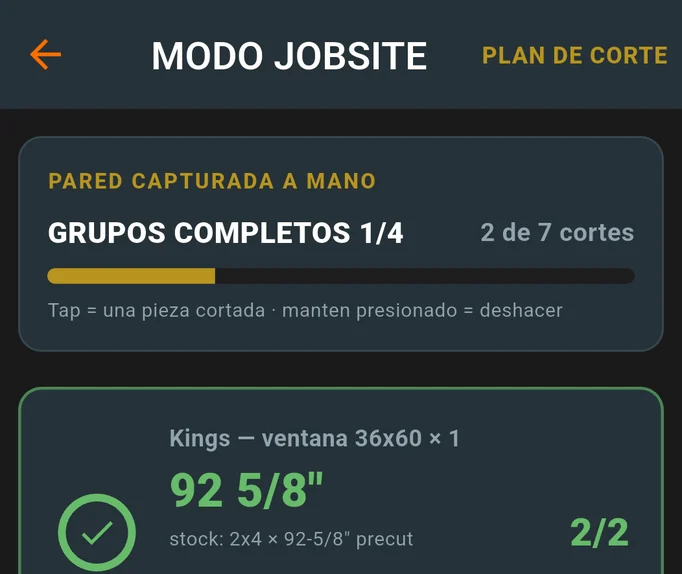 MODO JOBSITE
PLAN DE CORTE
PARED CAPTURADA A MANO
GRUPOS COMPLETOS 1/4
2 de 7 cortes
Tap = una pieza cortada · manten presionado = deshacer
Kings — ventana 36x60 × 1
92 5/8"
stock: 2x4 × 92-5/8" precut
2/2